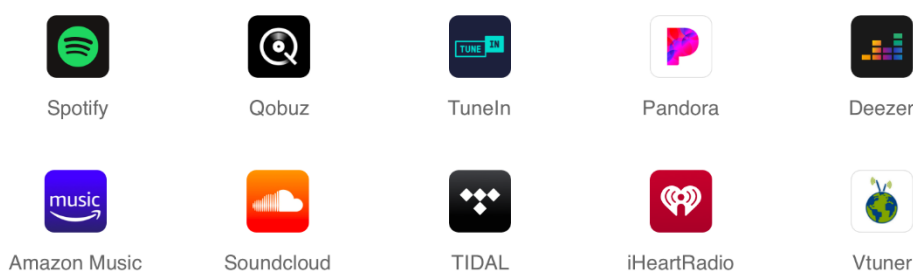 TUNE IN
Spotify Qobuz TuneIn Pandora Deezer
music
Amazon Music Soundcloud TIDAL iHeartRadio Vtuner